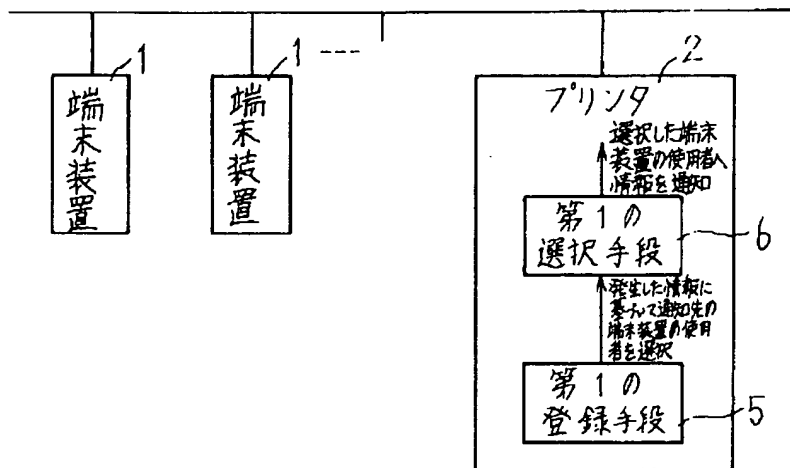 1
端末装置
1
端末装置
2
プリンタ
選択した端末
装置の使用者へ
情報を通知
第1の
選択手段
6
発生した情報に
基づいて通知先の
端末装置の使用
者を選択
第1の
登録手段
5